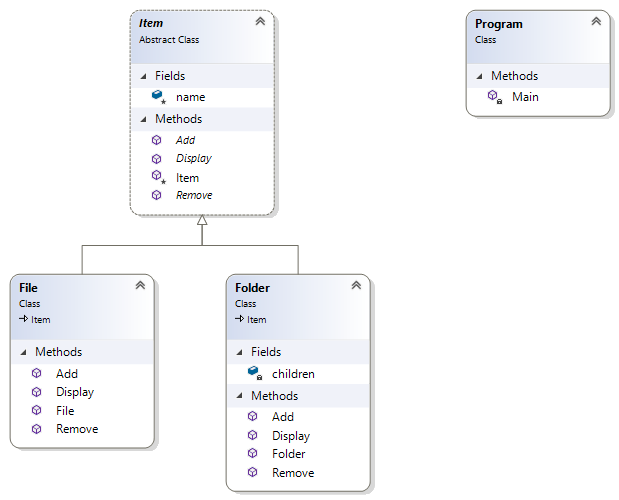 Item
Abstract Class
Fields
name
Methods
Add
Display
Item
Remove
Program
Class
Methods
Main
File
Class
Item
Methods
Add
Display
File
Remove
Folder
Class
Item
Fields
children
Methods
Add
Display
Folder
Remove